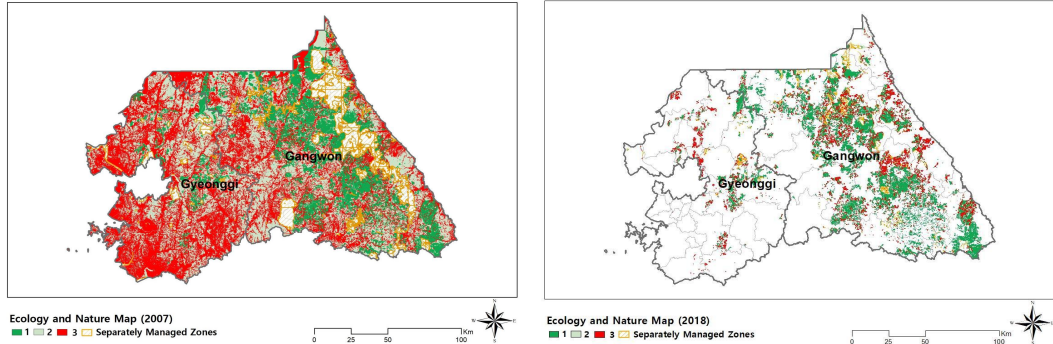 Gangwon
Gyeonggi
Ecology and Nature Map (2007)
1 2 3 Separately Managed Zones
Km
0 25 50 100
N
W E
S
Gangwon
Gyeonggi
Ecology and Nature Map (2018)
1 2 3 Separately Managed Zones
Km
0 25 50 100
N
W E
S